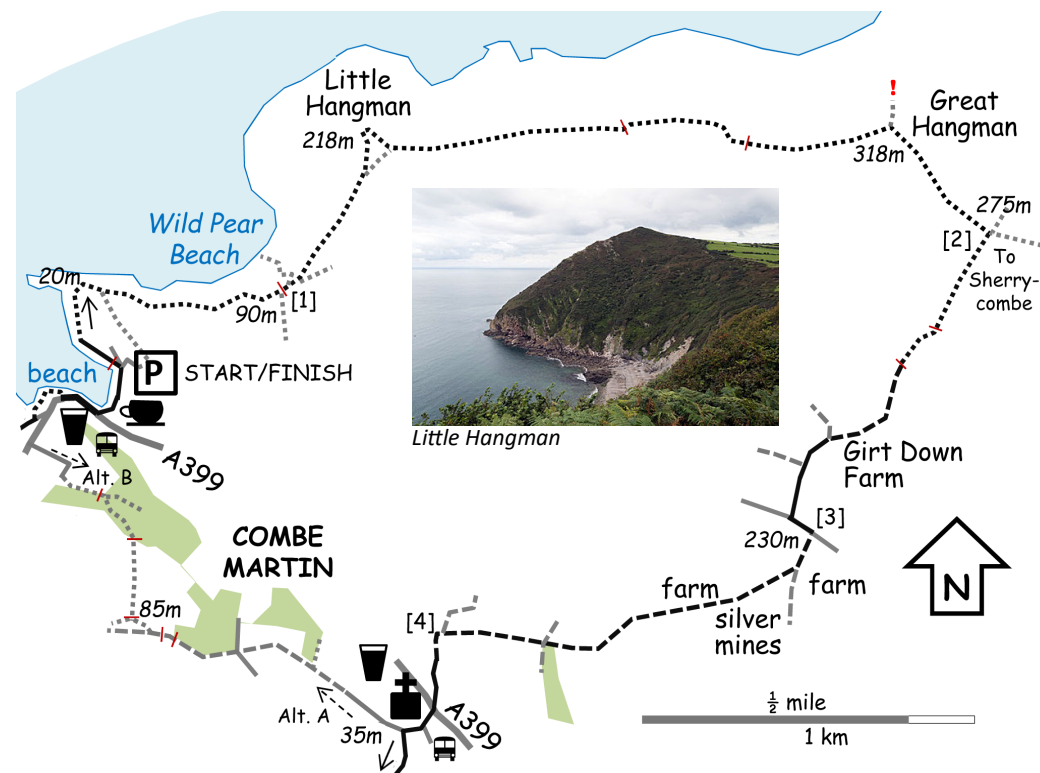 Little
Hangman
218m
!
Great
Hangman
318m
275m
[2]
To
Sherry-
combe
Wild Pear
Beach
20m
90m
[1]
beach
P
START/FINISH
Little Hangman
A399
Alt. B
Girt Down
Farm
[3]
230m
COMBE
MARTIN
farm
farm
silver
mines
N
85m
[4]
Alt. A
35m
A399
½ mile
1 km